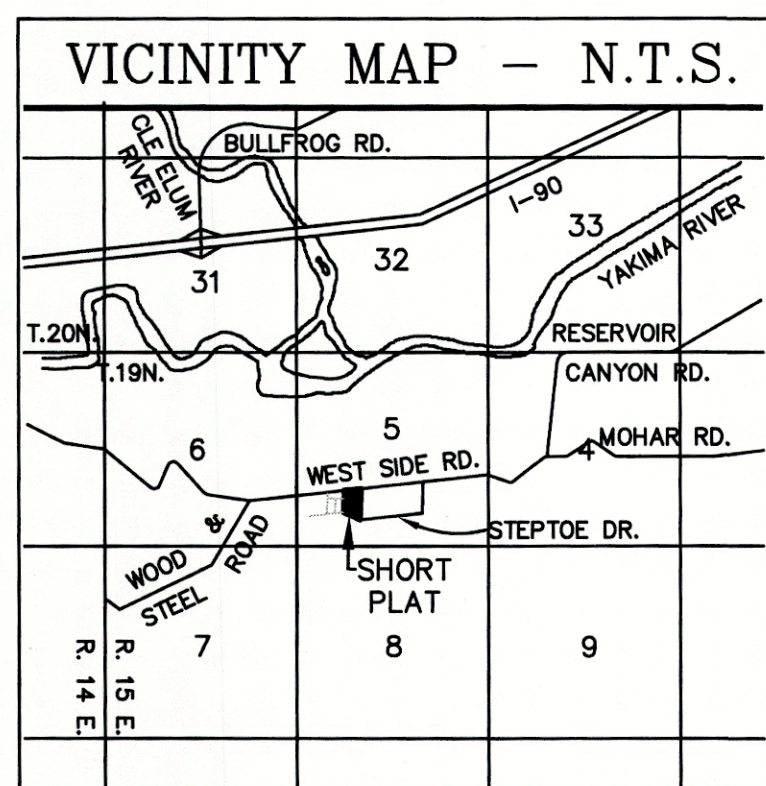 VICINITY MAP – N.T.S.
CLE ELUM
RIVER
BULLFROG RD.
I-90
33
YAKIMA RIVER
31
32
T.20N.
T.19N.
RESERVOIR
CANYON RD.
5
6
4
MOHAR RD.
WEST SIDE RD.
&
STEPTOE DR.
WOOD
ROAD
STEEL
SHORT
PLAT
7
8
9
R. 14 E.
R. 15 E.